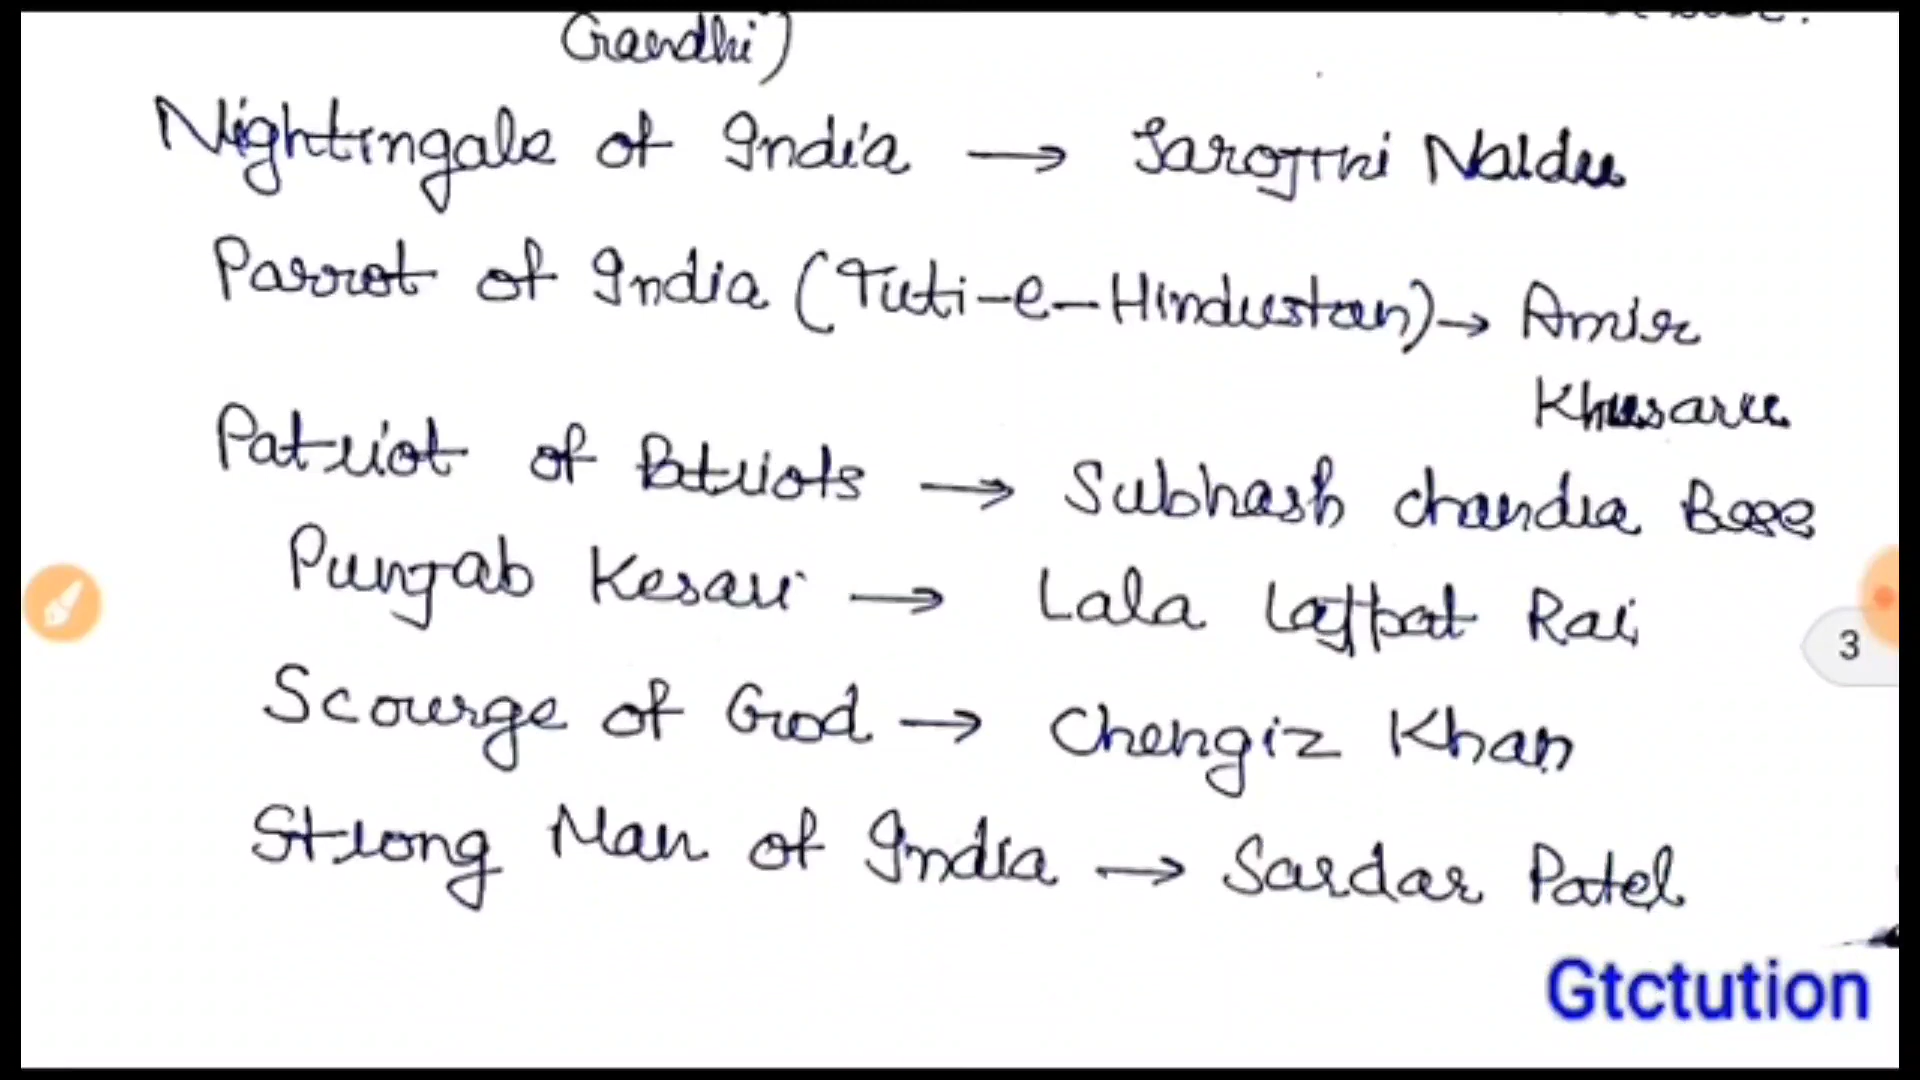 Gandhi)
Nightingale of India → Sarojini Naidu
Parrot of India (Tuti-e-Hindustan) → Amir
Khusaru
Patriot of Patriots → Subhash chandra Bose
Punjab Kesari → Lala Lajpat Rai
Scourge of God → Chengiz Khan
Strong Man of India → Sardar Patel
3
Gtctution